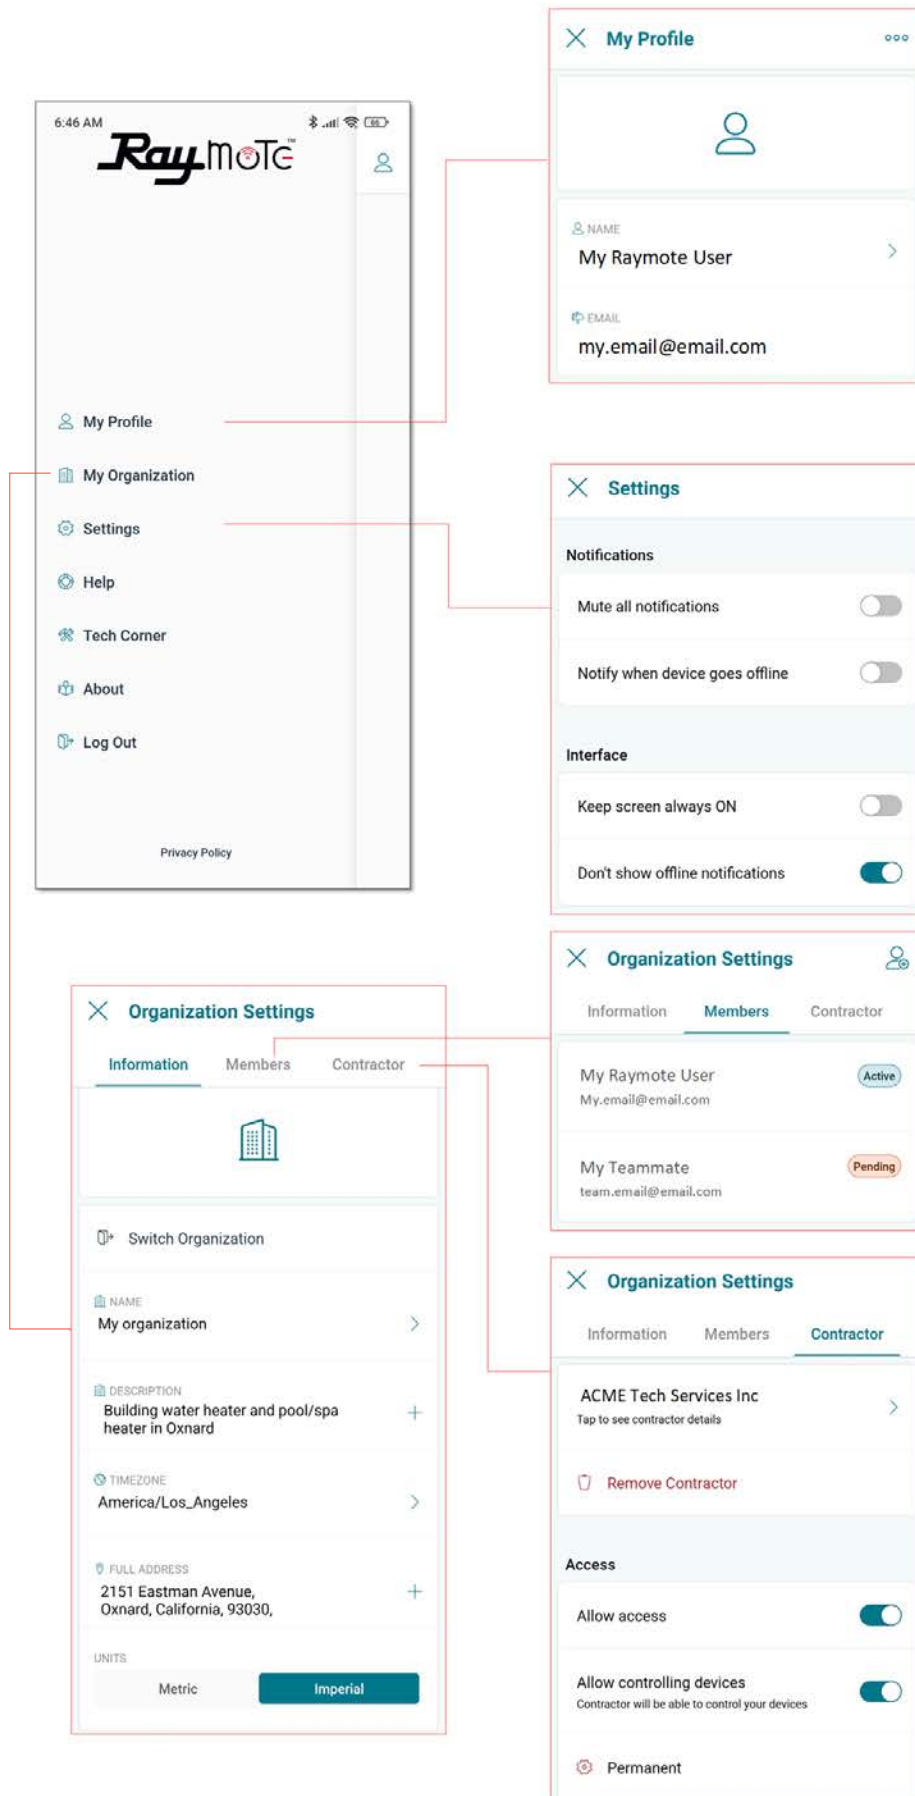 My Profile
NAME
My Raymote User
EMAIL
my.email@email.com
6:46 AM
66
RayMoTe™
My Profile
My Organization
Settings
Help
Tech Corner
About
Log Out
Privacy Policy
Settings
Notifications
Mute all notifications
Notify when device goes offline
Interface
Keep screen always ON
Don't show offline notifications
Organization Settings
Information Members Contractor
My Raymote User
Active
My.email@email.com
My Teammate
Pending
team.email@email.com
Organization Settings
Information Members Contractor
Switch Organization
NAME
My organization
DESCRIPTION
Building water heater and pool/spa
heater in Oxnard
TIMEZONE
America/Los_Angeles
FULL ADDRESS
2151 Eastman Avenue,
Oxnard, California, 93030,
UNITS
Metric Imperial
Organization Settings
Information Members Contractor
ACME Tech Services Inc
Tap to see contractor details
Remove Contractor
Access
Allow access
Allow controlling devices
Contractor will be able to control your devices
Permanent